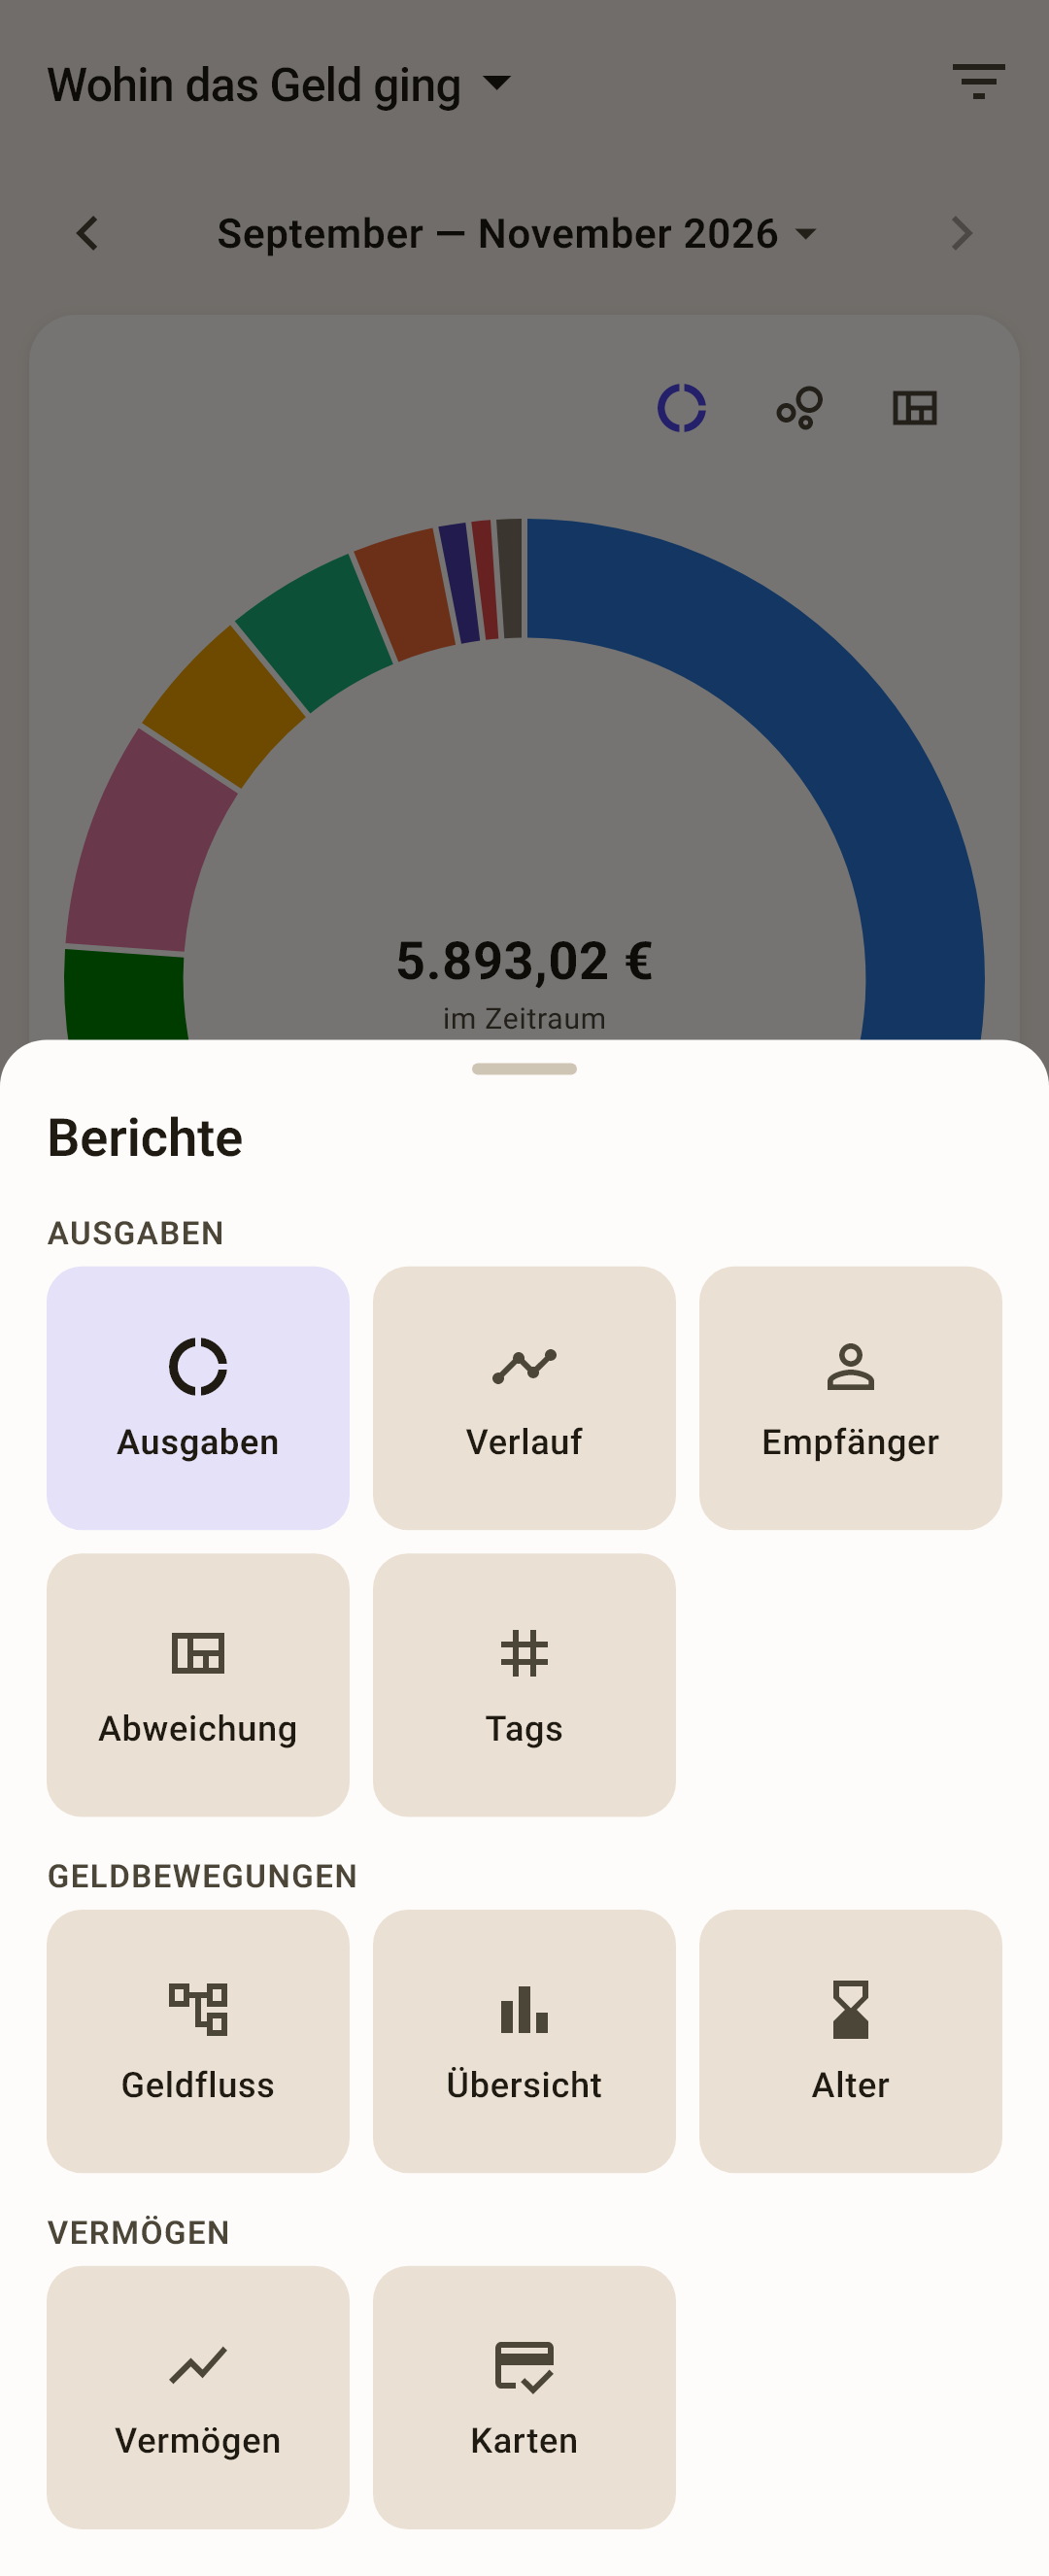 Wohin das Geld ging
September — November 2026
5.893,02 €
im Zeitraum
Berichte
AUSGABEN
Ausgaben
Verlauf
Empfänger
Abweichung
Tags
GELDBEWEGUNGEN
Geldfluss
Übersicht
Alter
VERMÖGEN
Vermögen
Karten